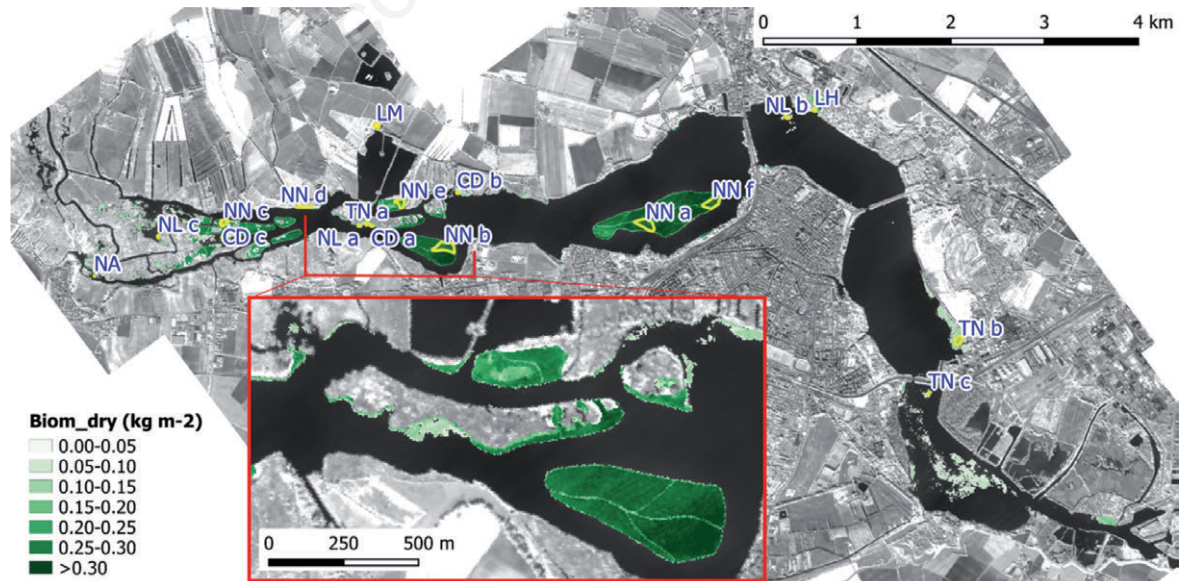 0 1 2 3 4 km
NL b LH
LM
CD b
NN e
NN d
TN a
NN f
NN c
NN a
NL c
CD c
NL a CD a NN b
NA
TN b
TN c
Biom_dry (kg m-2)
0.00-0.05
0.05-0.10
0.10-0.15
0.15-0.20
0.20-0.25
0.25-0.30
>0.30
0 250 500 m